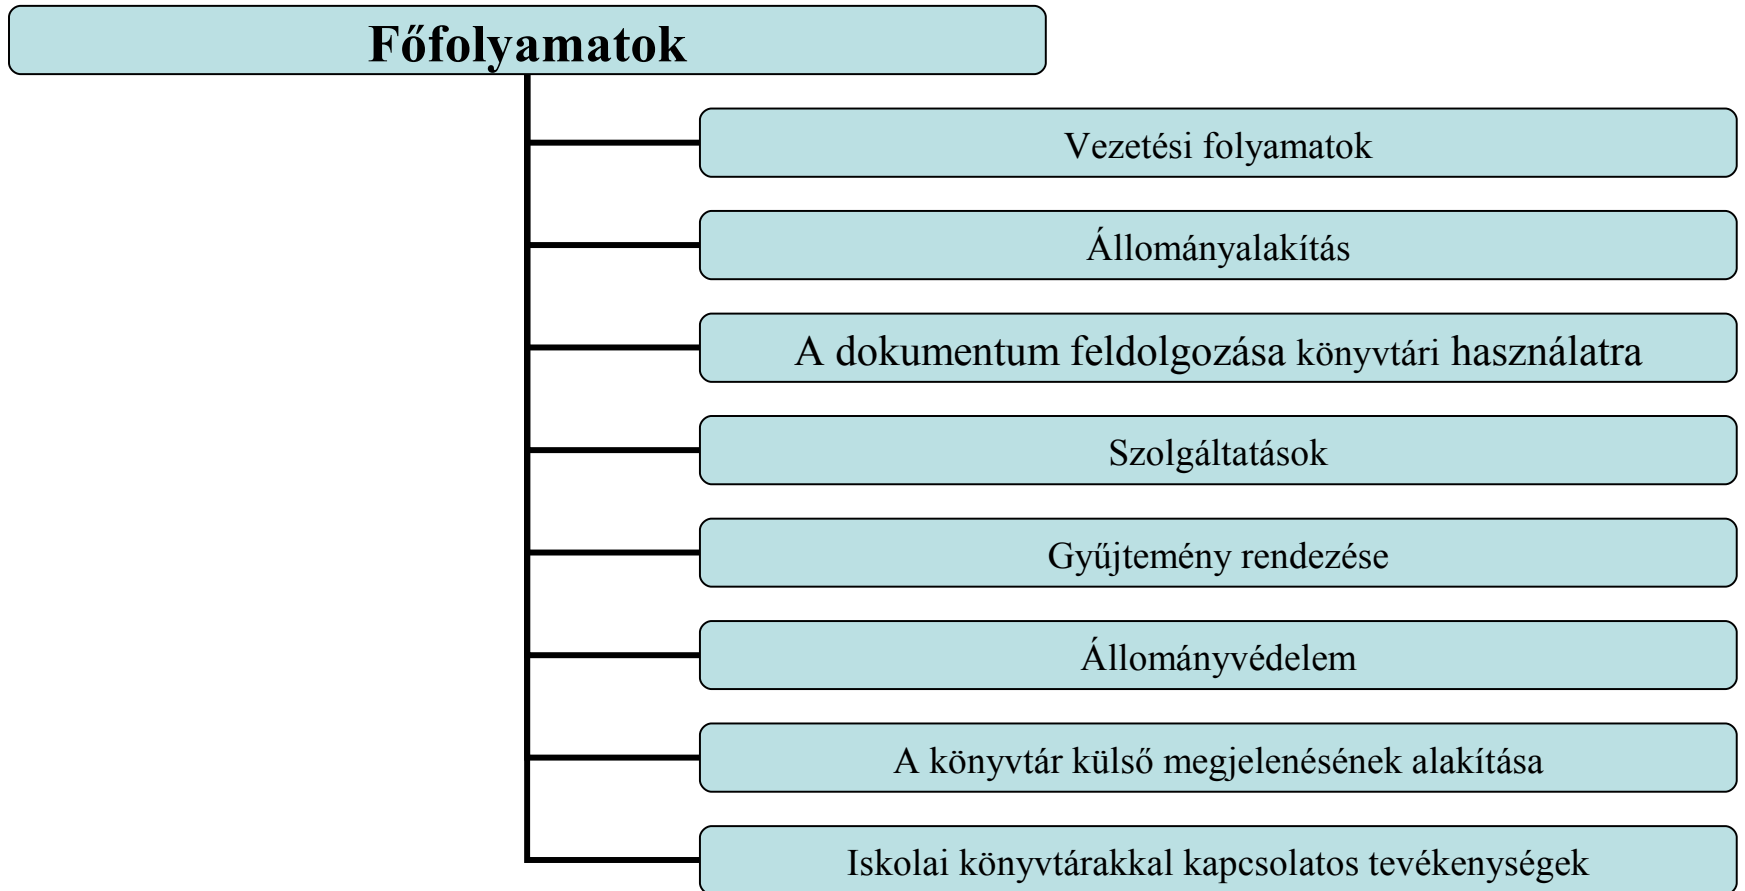 Főfolyamatok
Vezetési folyamatok
Állományalakítás
A dokumentum feldolgozása könyvtári használatra
Szolgáltatások
Gyűjtemény rendezése
Állományvédelem
A könyvtár külső megjelenésének alakítása
Iskolai könyvtárakkal kapcsolatos tevékenységek